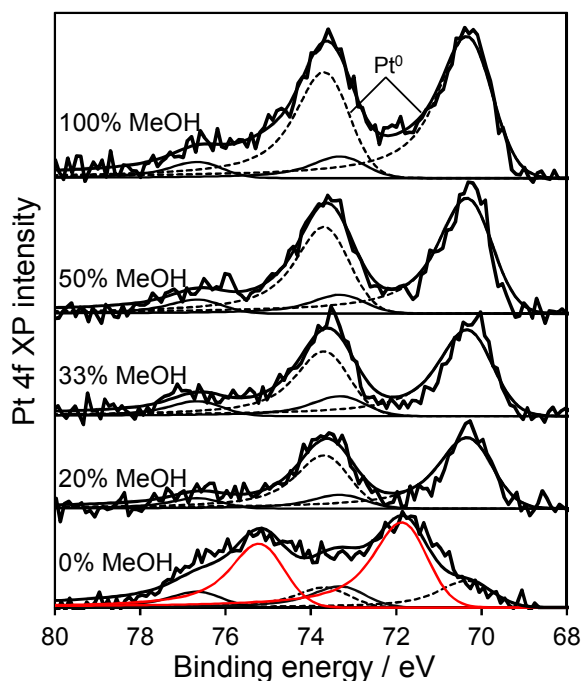 Pt⁰
100% MeOH
50% MeOH
33% MeOH
20% MeOH
0% MeOH
Pt 4f XP intensity
80 78 76 74 72 70 68
Binding energy / eV